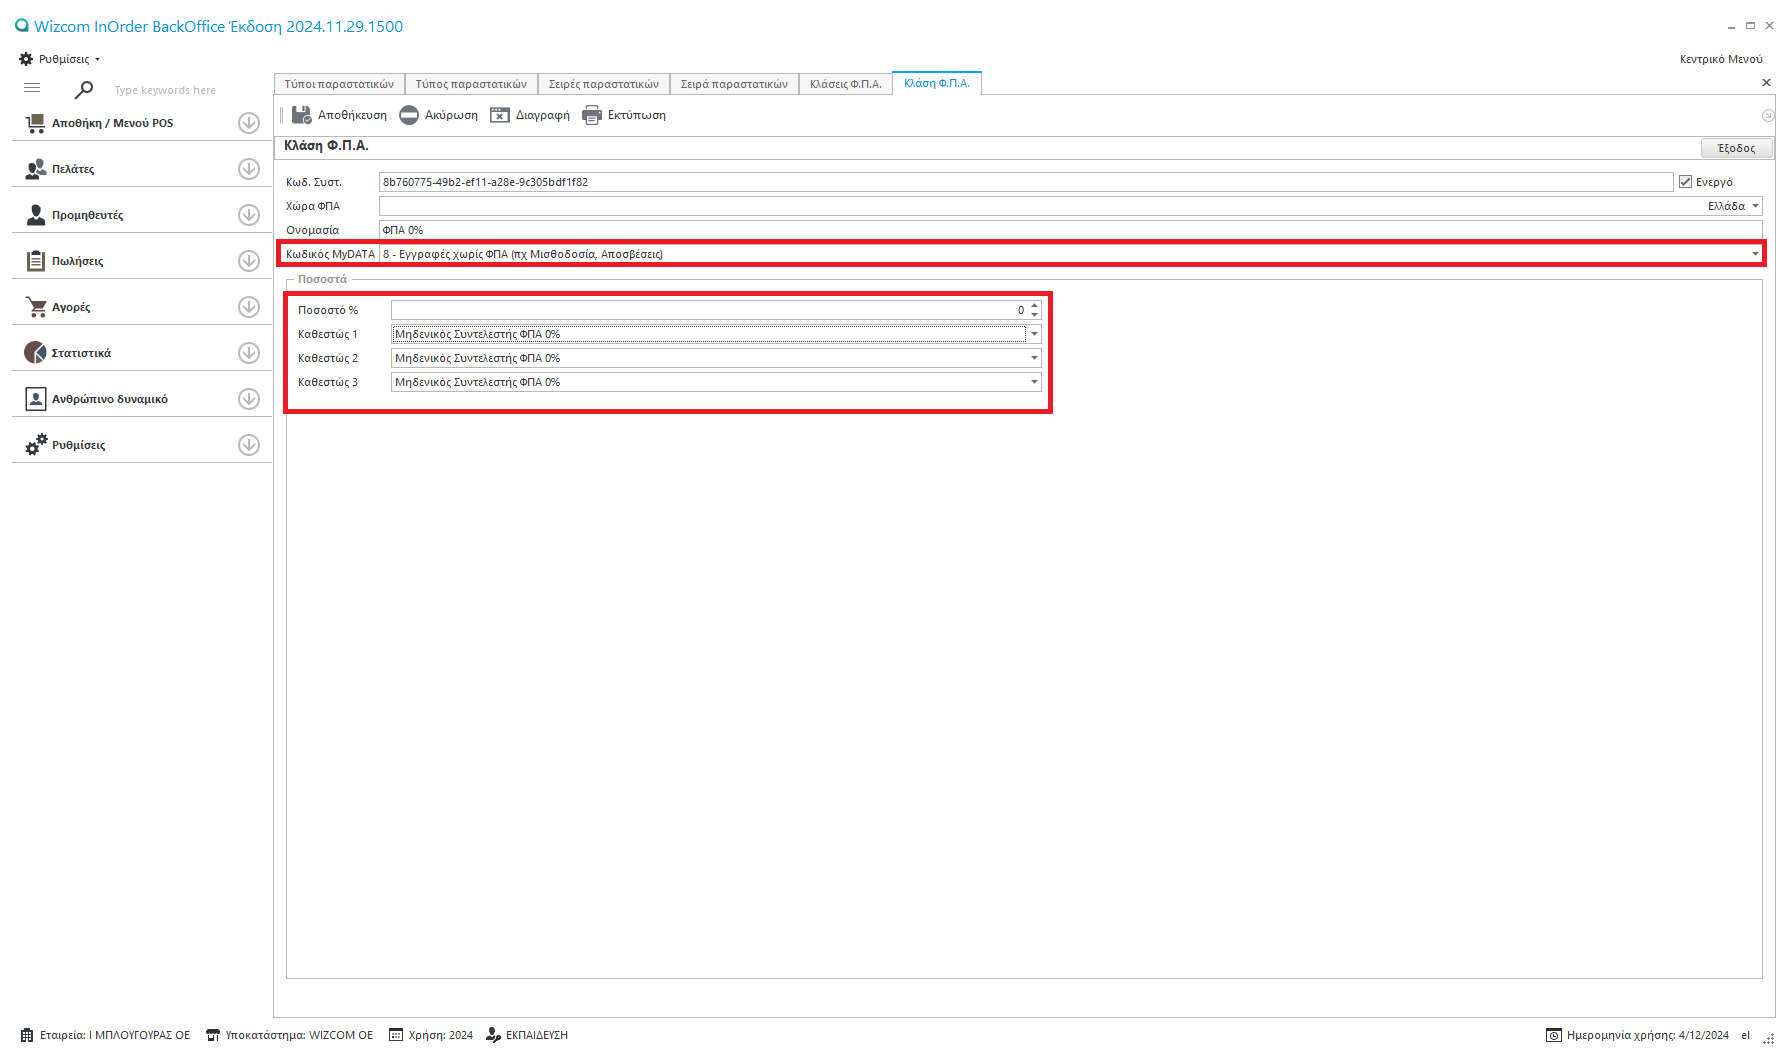 Wizcom InOrder BackOffice Έκδοση 2024.11.29.1500
Ρυθμίσεις
Κεντρικό Μενού
Type keywords here
Τύποι παραστατικών Τύπος παραστατικών Σειρές παραστατικών Σειρά παραστατικών Κλάσεις Φ.Π.Α. Κλάση Φ.Π.Α.
Αποθήκευση Ακύρωση Διαγραφή Εκτύπωση
Αποθήκη / Μενού POS
Πελάτες
Προμηθευτές
Πωλήσεις
Αγορές
Στατιστικά
Ανθρώπινο δυναμικό
Ρυθμίσεις
Κλάση Φ.Π.Α.
Έξοδος
Κωδ. Συστ. 8b760775-49b2-ef11-a28e-9c305bdf1f82 Ενεργό
Χώρα ΦΠΑ Ελλάδα
Ονομασία ΦΠΑ 0%
Κωδικός MyDATA 8 - Εγγραφές χωρίς ΦΠΑ (πχ Μισθοδοσία, Αποσβέσεις)
Ποσοστά
Ποσοστό % 0
Καθεστώς 1 Μηδενικός Συντελεστής ΦΠΑ 0%
Καθεστώς 2 Μηδενικός Συντελεστής ΦΠΑ 0%
Καθεστώς 3 Μηδενικός Συντελεστής ΦΠΑ 0%
Εταιρεία: Ι ΜΠΛΟΥΓΟΥΡΑΣ ΟΕ Υποκατάστημα: WIZCOM ΟΕ Χρήση: 2024 ΕΚΠΑΙΔΕΥΣΗ Ημερομηνία χρήσης: 4/12/2024 el